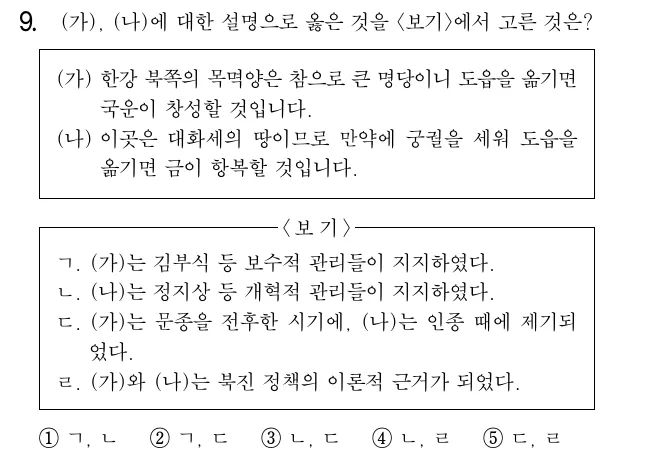 9. (가), (나)에 대한 설명으로 옳은 것을 〈보기〉에서 고른 것은?
(가) 한강 북쪽의 목멱양은 참으로 큰 명당이니 도읍을 옮기면
국운이 창성할 것입니다.
(나) 이곳은 대화세의 땅이므로 만약에 궁궐을 세워 도읍을
옮기면 금이 항복할 것입니다.
〈보 기〉
ㄱ. (가)는 김부식 등 보수적 관리들이 지지하였다.
ㄴ. (나)는 정지상 등 개혁적 관리들이 지지하였다.
ㄷ. (가)는 문종을 전후한 시기에, (나)는 인종 때에 제기되
었다.
ㄹ. (가)와 (나)는 북진 정책의 이론적 근거가 되었다.
① ㄱ, ㄴ ② ㄱ, ㄷ ③ ㄴ, ㄷ ④ ㄴ, ㄹ ⑤ ㄷ, ㄹ